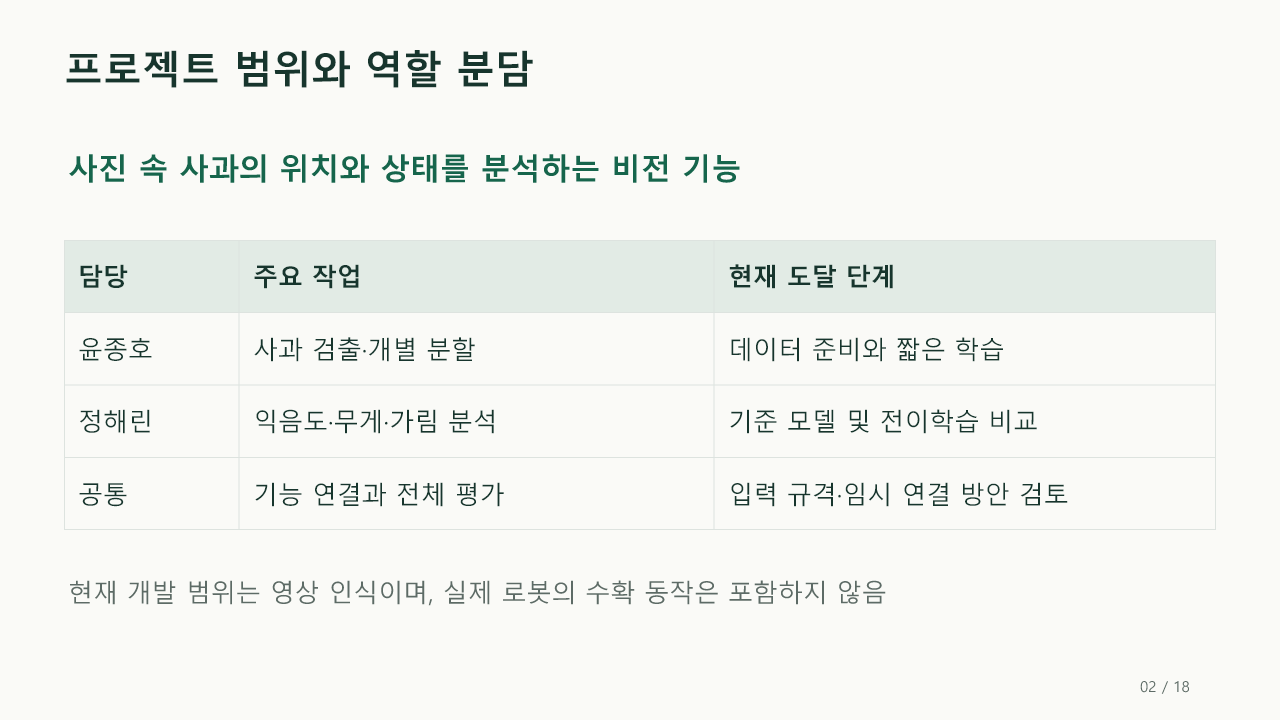 프로젝트 범위와 역할 분담
사진 속 사과의 위치와 상태를 분석하는 비전 기능
담당 주요 작업 현재 도달 단계
윤종호 사과 검출·개별 분할 데이터 준비와 짧은 학습
정해린 익음도·무게·가림 분석 기준 모델 및 전이학습 비교
공통 기능 연결과 전체 평가 입력 규격·임시 연결 방안 검토
현재 개발 범위는 영상 인식이며, 실제 로봇의 수확 동작은 포함하지 않음
02 / 18